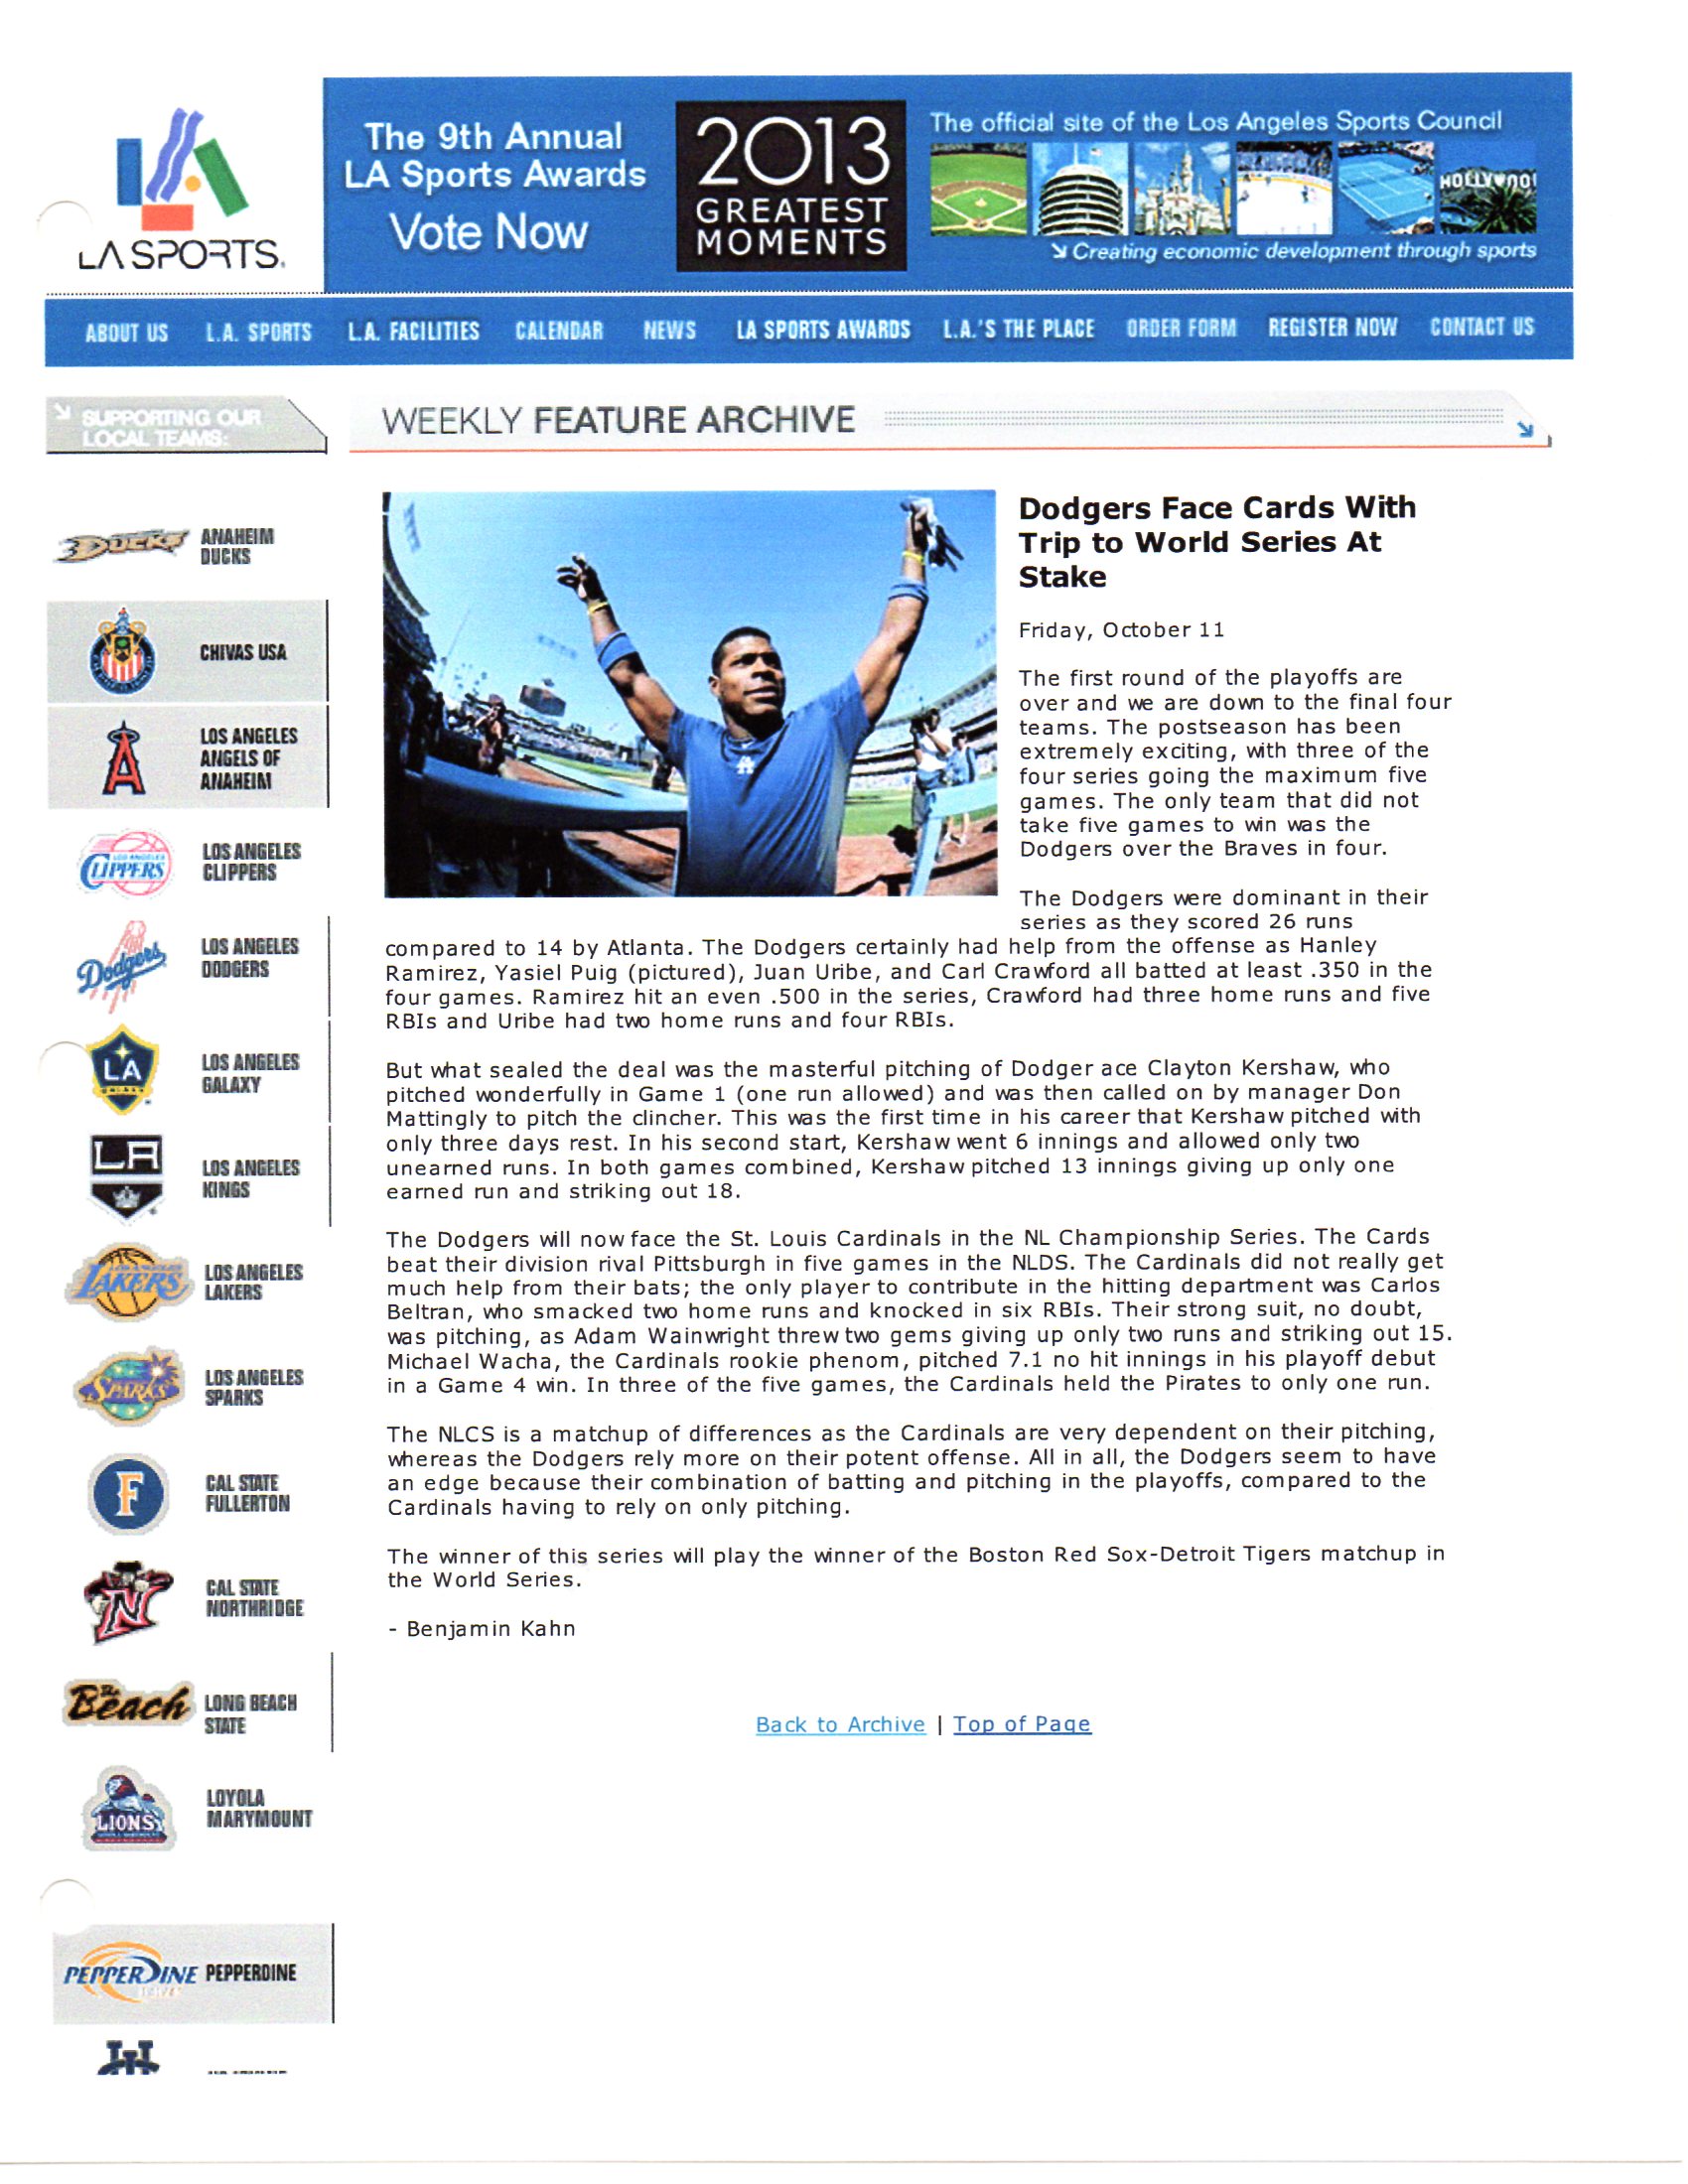 The 9th Annual
LA Sports Awards
Vote Now
2013
GREATEST
MOMENTS
The official site of the Los Angeles Sports Council
HOLLYWOO
Creating economic development through sports
LA SPORTS.
ABOUT US L.A. SPORTS L.A. FACILITIES CALENDAR NEWS LA SPORTS AWARDS L.A.'S THE PLACE ORDER FORM REGISTER NOW CONTACT US
SUPPORTING OUR
LOCAL TEAMS:
WEEKLY FEATURE ARCHIVE
DUCKS
ANAHEIM
DUCKS
CHIVAS USA
LOS ANGELES
ANGELS OF
ANAHEIM
LOS ANGELES
CLIPPERS
LOS ANGELES
CLIPPERS
Dodgers
LOS ANGELES
DODGERS
LA
GALAXY
LOS ANGELES
GALAXY
LA
LOS ANGELES
KINGS
LOS ANGELES
LAKERS
LOS ANGELES
LAKERS
SPARKS
LOS ANGELES
SPARKS
F
CAL STATE
FULLERTON
N
CAL STATE
NORTHRIDGE
The
Beach
LONG BEACH
STATE
LIONS
LOYOLA
MARYMOUNT
PEPPERDINE
PEPPERDINE
Dodgers Face Cards With
Trip to World Series At
Stake
Friday, October 11
The first round of the playoffs are
over and we are down to the final four
teams. The postseason has been
extremely exciting, with three of the
four series going the maximum five
games. The only team that did not
take five games to win was the
Dodgers over the Braves in four.
The Dodgers were dominant in their
series as they scored 26 runs
compared to 14 by Atlanta. The Dodgers certainly had help from the offense as Hanley
Ramirez, Yasiel Puig (pictured), Juan Uribe, and Carl Crawford all batted at least .350 in the
four games. Ramirez hit an even .500 in the series, Crawford had three home runs and five
RBIs and Uribe had two home runs and four RBIs.
But what sealed the deal was the masterful pitching of Dodger ace Clayton Kershaw, who
pitched wonderfully in Game 1 (one run allowed) and was then called on by manager Don
Mattingly to pitch the clincher. This was the first time in his career that Kershaw pitched with
only three days rest. In his second start, Kershaw went 6 innings and allowed only two
unearned runs. In both games combined, Kershaw pitched 13 innings giving up only one
earned run and striking out 18.
The Dodgers will now face the St. Louis Cardinals in the NL Championship Series. The Cards
beat their division rival Pittsburgh in five games in the NLDS. The Cardinals did not really get
much help from their bats; the only player to contribute in the hitting department was Carlos
Beltran, who smacked two home runs and knocked in six RBIs. Their strong suit, no doubt,
was pitching, as Adam Wainwright threw two gems giving up only two runs and striking out 15.
Michael Wacha, the Cardinals rookie phenom, pitched 7.1 no hit innings in his playoff debut
in a Game 4 win. In three of the five games, the Cardinals held the Pirates to only one run.
The NLCS is a matchup of differences as the Cardinals are very dependent on their pitching,
whereas the Dodgers rely more on their potent offense. All in all, the Dodgers seem to have
an edge because their combination of batting and pitching in the playoffs, compared to the
Cardinals having to rely on only pitching.
The winner of this series will play the winner of the Boston Red Sox-Detroit Tigers matchup in
the World Series.
- Benjamin Kahn
Back to Archive | Top of Page